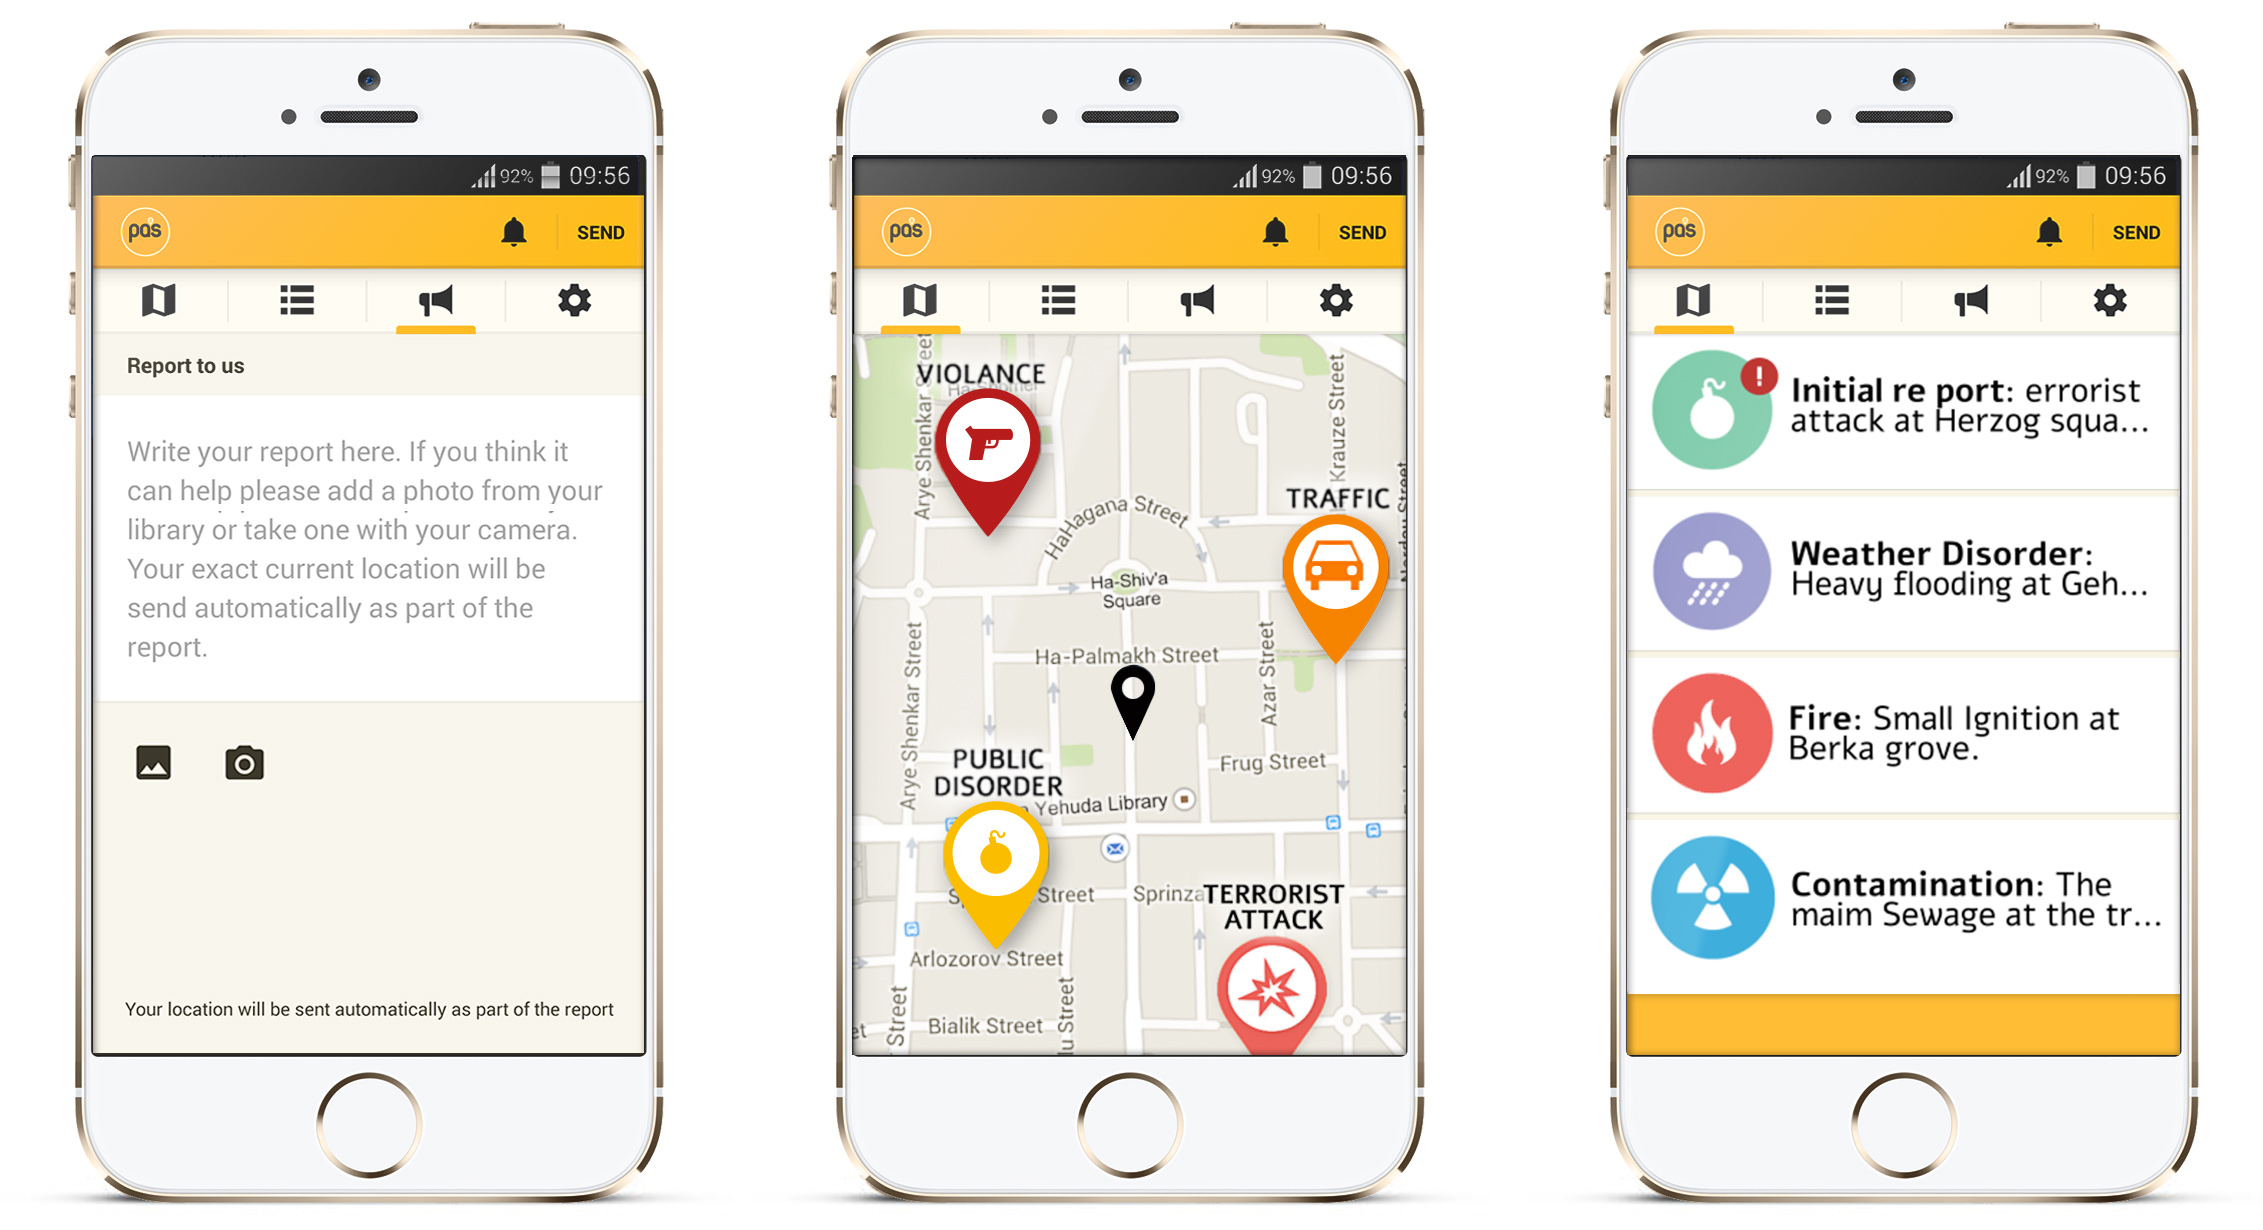 92% 09:56
pas
SEND
Report to us
Write your report here. If you think it
can help please add a photo from your
library or take one with your camera.
Your exact current location will be
send automatically as part of the
report.
Your location will be sent automatically as part of the report
92% 09:56
pas
SEND
VIOLANCE
Arye Shenkar Street
Krauze Street
TRAFFIC
HaHagana Street
Ha-Shiv'a
Square
Ha-Palmakh Street
Arye Shenkar Street
Azar Street
PUBLIC
DISORDER
Frug Street
Yehuda Library
Street
Sprinza
TERRORIST
ATTACK
Arlozorov Street
Street
Bialik Street
Street
92% 09:56
pas
SEND
Initial re port: errorist
attack at Herzog squa...
Weather Disorder:
Heavy flooding at Geh...
Fire: Small Ignition at
Berka grove.
Contamination: The
maim Sewage at the tr...